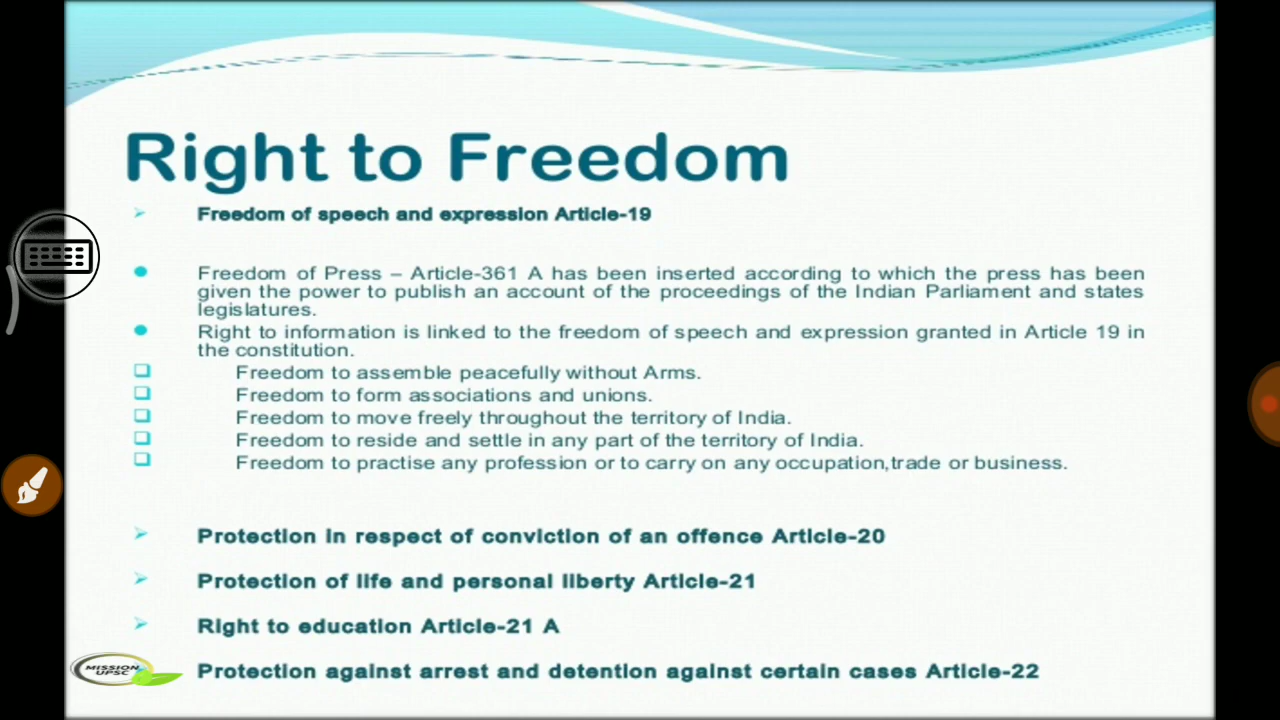 Right to Freedom
Freedom of speech and expression Article-19
Freedom of Press – Article-361 A has been inserted according to which the press has been
given the power to publish an account of the proceedings of the Indian Parliament and states
legislatures.
Right to information is linked to the freedom of speech and expression granted in Article 19 in
the constitution.
Freedom to assemble peacefully without Arms.
Freedom to form associations and unions.
Freedom to move freely throughout the territory of India.
Freedom to reside and settle in any part of the territory of India.
Freedom to practise any profession or to carry on any occupation,trade or business.
Protection in respect of conviction of an offence Article-20
Protection of life and personal liberty Article-21
Right to education Article-21 A
MISSION
UPSC
Protection against arrest and detention against certain cases Article-22